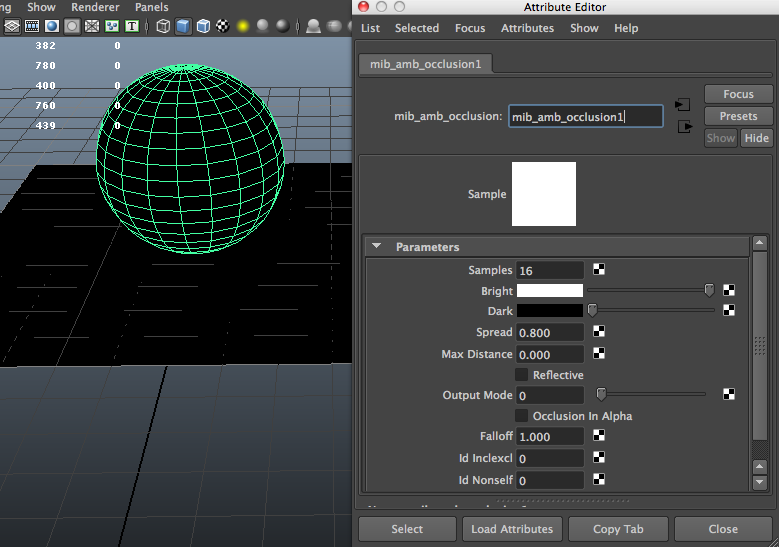 ng Show Renderer Panels
T
382 0
780 0
400 0
760 0
439 0
Attribute Editor
List Selected Focus Attributes Show Help
mib_amb_occlusion1
mib_amb_occlusion: mib_amb_occlusion1
Focus
Presets
Show Hide
Sample
Parameters
Samples 16
Bright
Dark
Spread 0.800
Max Distance 0.000
Reflective
Output Mode 0
Occlusion In Alpha
Falloff 1.000
Id Inclexcl 0
Id Nonself 0
Select Load Attributes Copy Tab Close